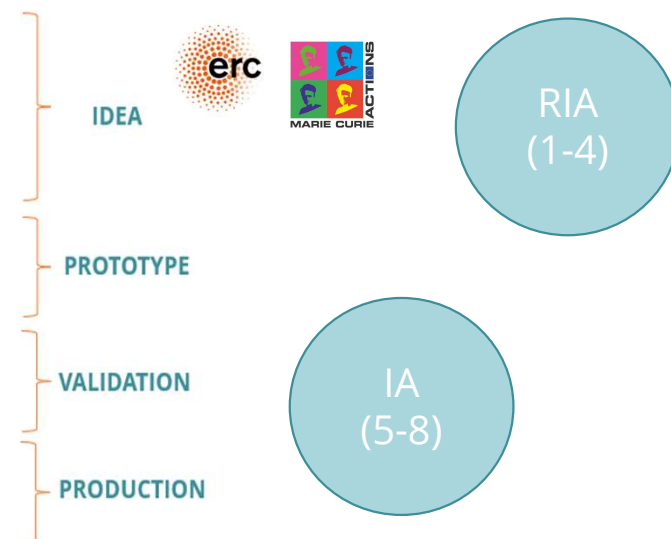 erc
ACTIONS
MARIE CURIE
IDEA
RIA
(1-4)
PROTOTYPE
VALIDATION
IA
(5-8)
PRODUCTION